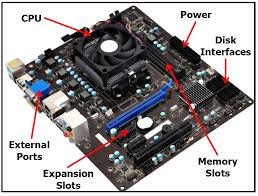 CPU
Power
Disk
Interfaces
External
Ports
Expansion
Slots
Memory
Slots